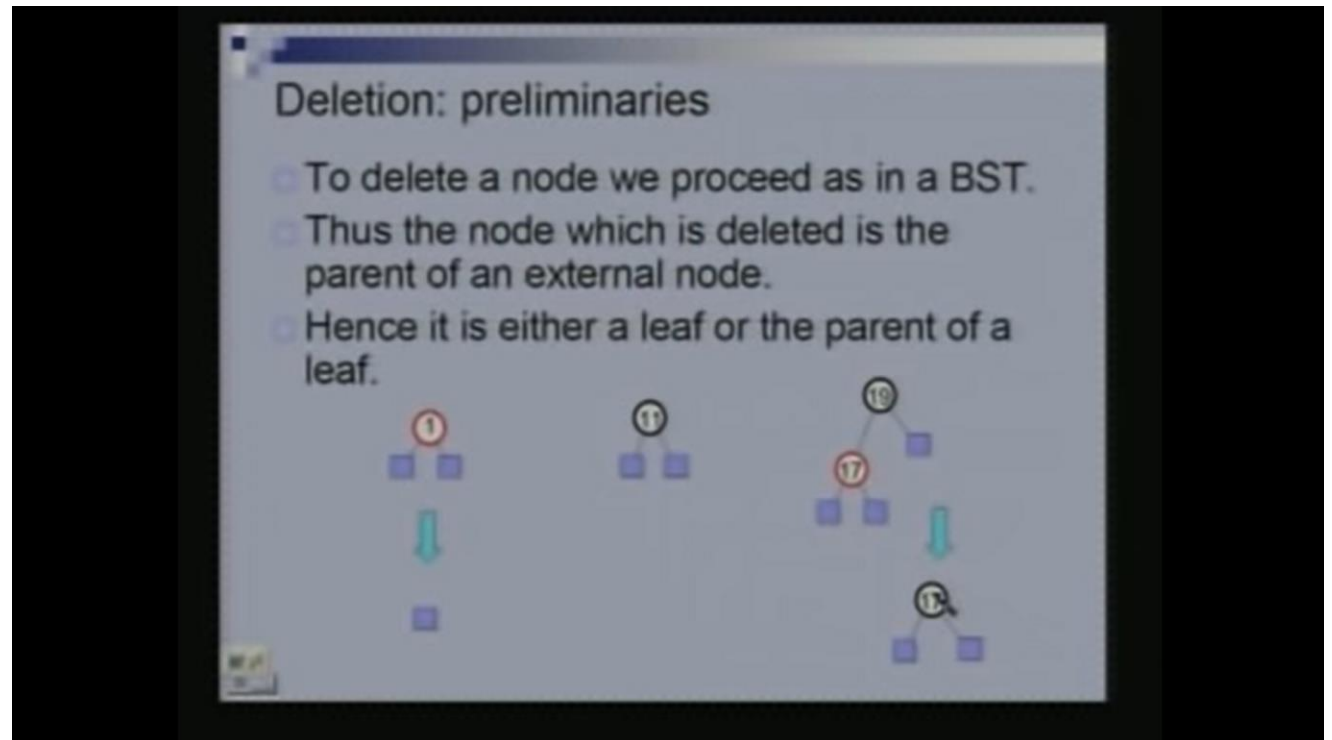 Deletion: preliminaries
To delete a node we proceed as in a BST.
Thus the node which is deleted is the
parent of an external node.
Hence it is either a leaf or the parent of a
leaf.
19
1
11
17
17